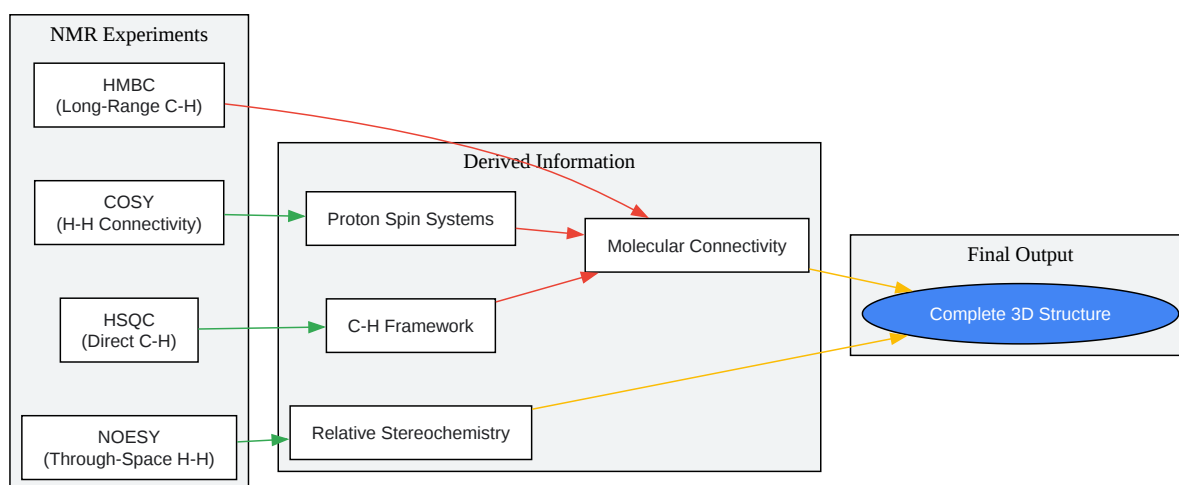 NMR Experiments
HMBC
(Long-Range C-H)
COSY
(H-H Connectivity)
HSQC
(Direct C-H)
NOESY
(Through-Space H-H)
Derived Information
Proton Spin Systems
Molecular Connectivity
C-H Framework
Relative Stereochemistry
Final Output
Complete 3D Structure